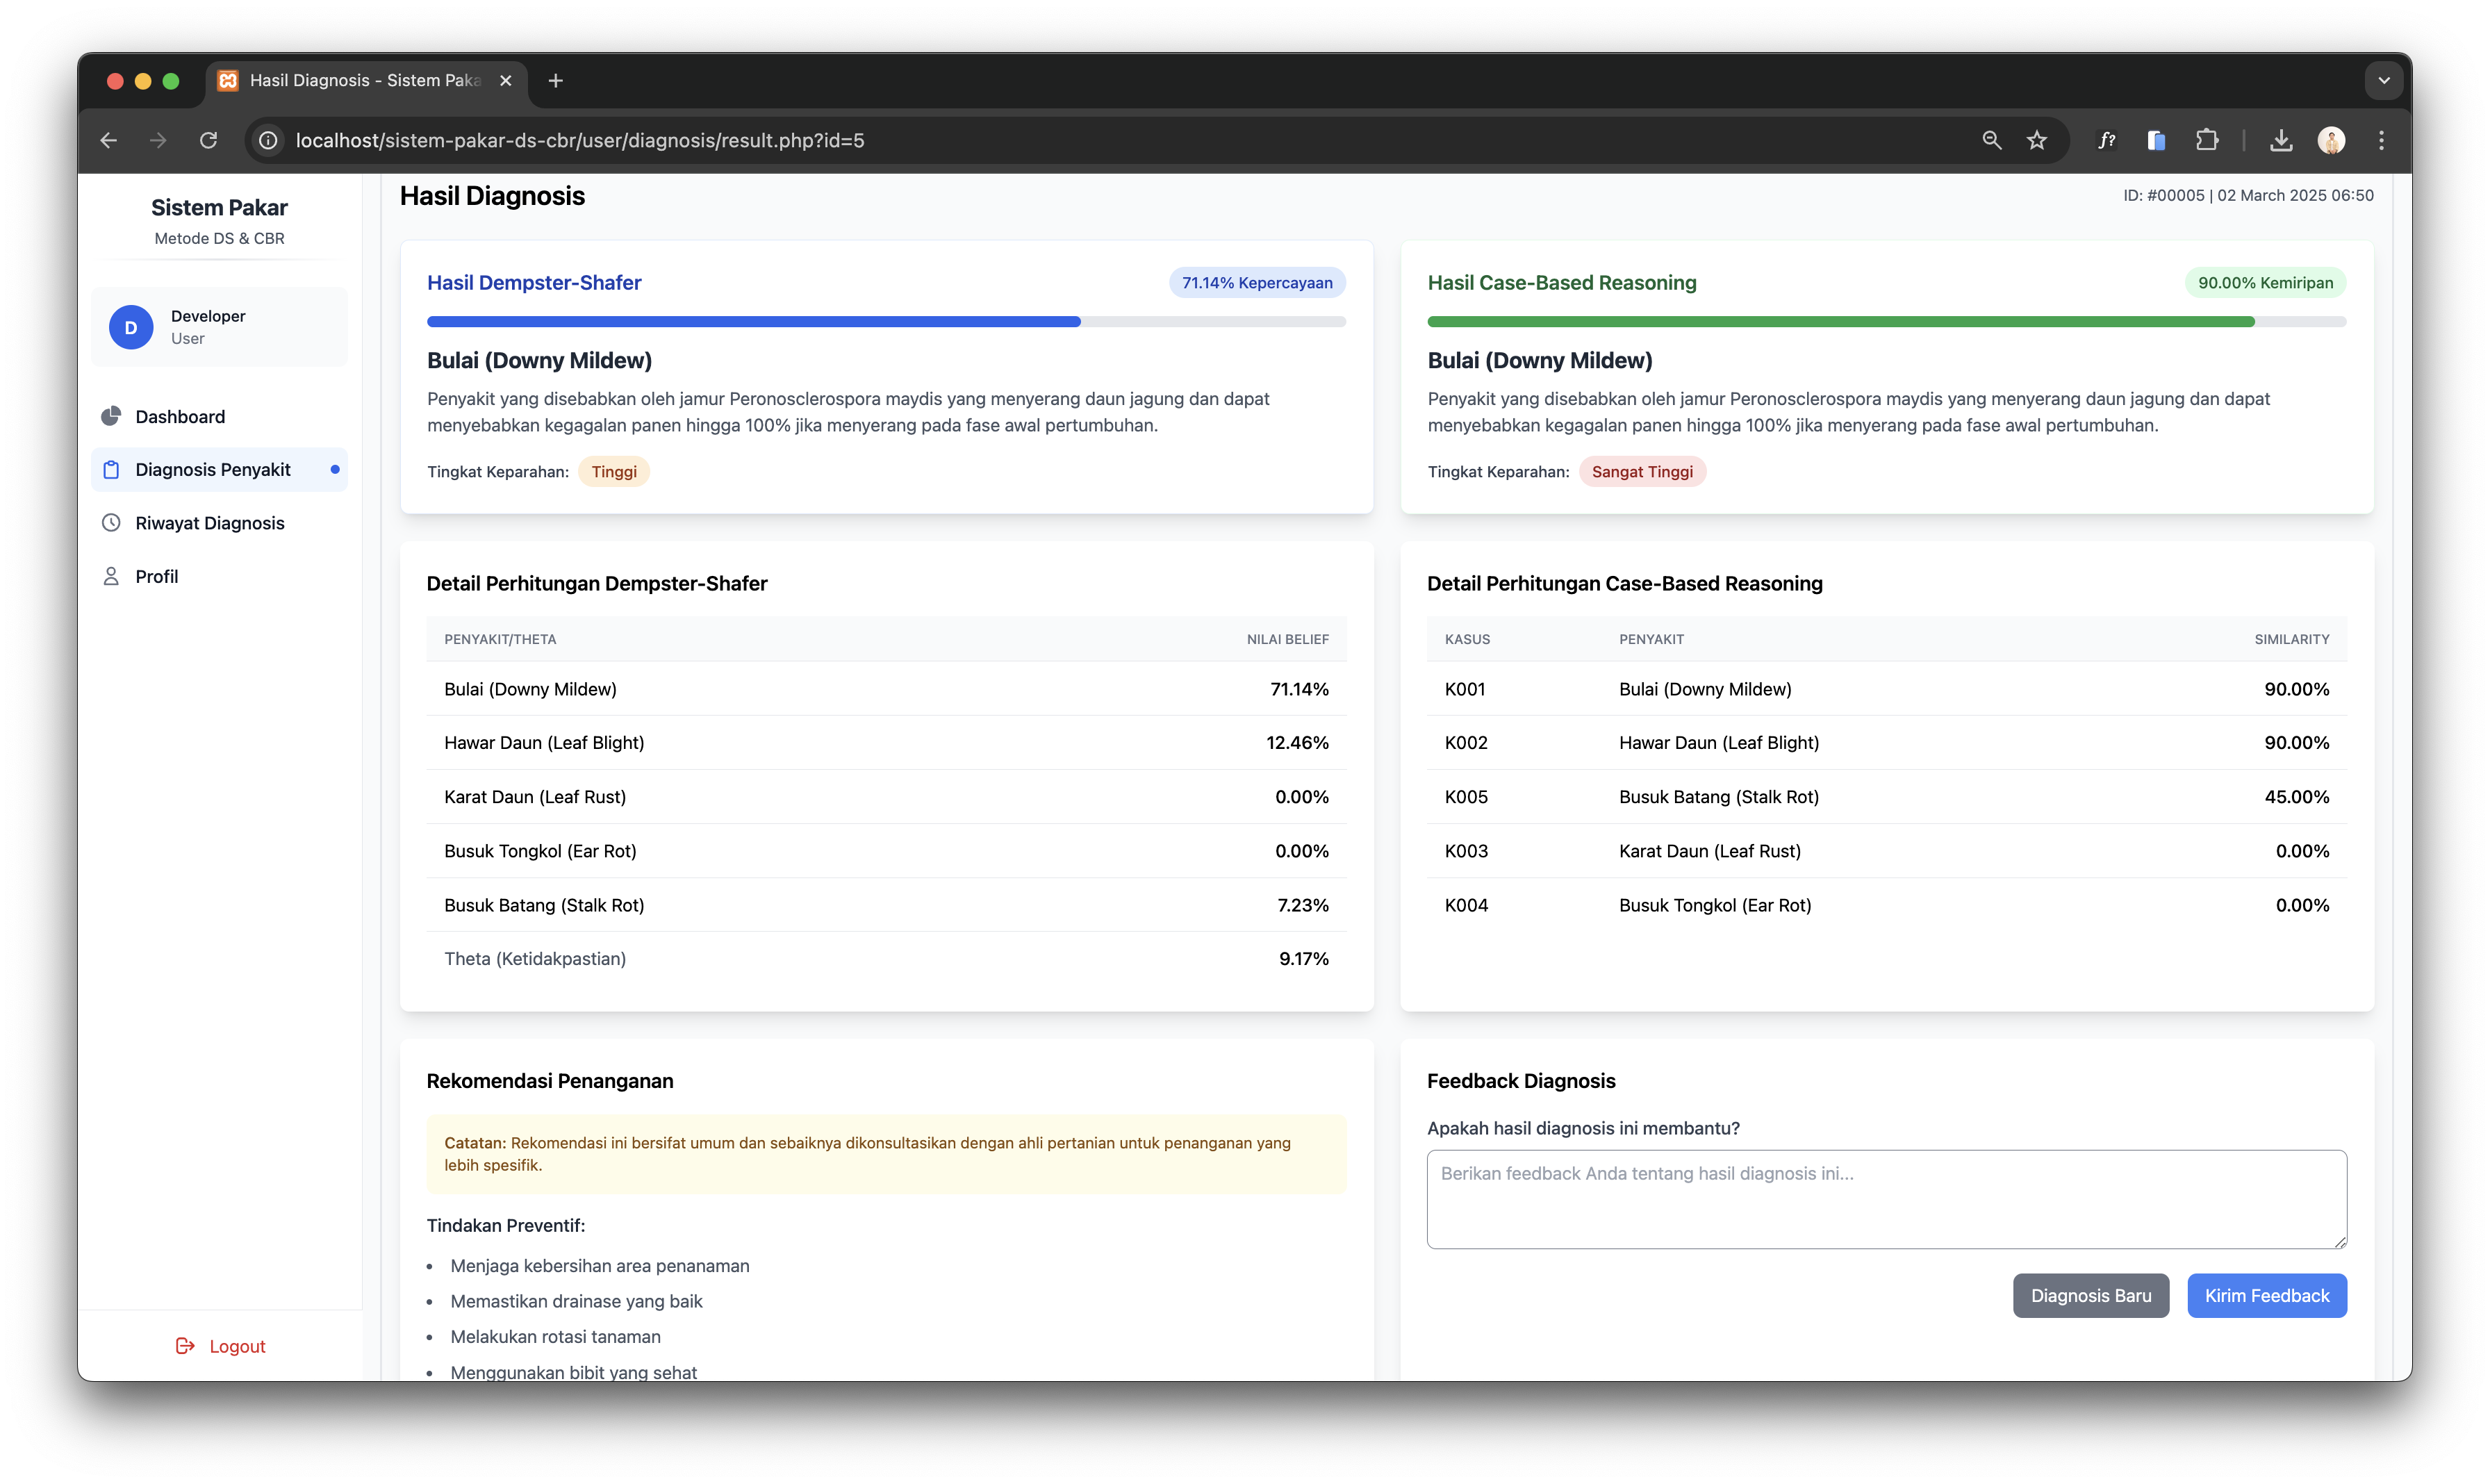 Hasil Diagnosis - Sistem Paka
localhost/sistem-pakar-ds-cbr/user/diagnosis/result.php?id=5
f?
Sistem Pakar
Metode DS & CBR
D
Developer
User
Dashboard
Diagnosis Penyakit
Riwayat Diagnosis
Profil
Logout
Hasil Diagnosis
ID: #00005 | 02 March 2025 06:50
Hasil Dempster-Shafer
71.14% Kepercayaan
Bulai (Downy Mildew)
Penyakit yang disebabkan oleh jamur Peronosclerospora maydis yang menyerang daun jagung dan dapat
menyebabkan kegagalan panen hingga 100% jika menyerang pada fase awal pertumbuhan.
Tingkat Keparahan: Tinggi
Hasil Case-Based Reasoning
90.00% Kemiripan
Bulai (Downy Mildew)
Penyakit yang disebabkan oleh jamur Peronosclerospora maydis yang menyerang daun jagung dan dapat
menyebabkan kegagalan panen hingga 100% jika menyerang pada fase awal pertumbuhan.
Tingkat Keparahan: Sangat Tinggi
Detail Perhitungan Dempster-Shafer
PENYAKIT/THETA NILAI BELIEF
Bulai (Downy Mildew) 71.14%
Hawar Daun (Leaf Blight) 12.46%
Karat Daun (Leaf Rust) 0.00%
Busuk Tongkol (Ear Rot) 0.00%
Busuk Batang (Stalk Rot) 7.23%
Theta (Ketidakpastian) 9.17%
Detail Perhitungan Case-Based Reasoning
KASUS PENYAKIT SIMILARITY
K001 Bulai (Downy Mildew) 90.00%
K002 Hawar Daun (Leaf Blight) 90.00%
K005 Busuk Batang (Stalk Rot) 45.00%
K003 Karat Daun (Leaf Rust) 0.00%
K004 Busuk Tongkol (Ear Rot) 0.00%
Rekomendasi Penanganan
Catatan: Rekomendasi ini bersifat umum dan sebaiknya dikonsultasikan dengan ahli pertanian untuk penanganan yang
lebih spesifik.
Tindakan Preventif:
• Menjaga kebersihan area penanaman
• Memastikan drainase yang baik
• Melakukan rotasi tanaman
• Menggunakan bibit yang sehat
Feedback Diagnosis
Apakah hasil diagnosis ini membantu?
Berikan feedback Anda tentang hasil diagnosis ini...
Diagnosis Baru
Kirim Feedback